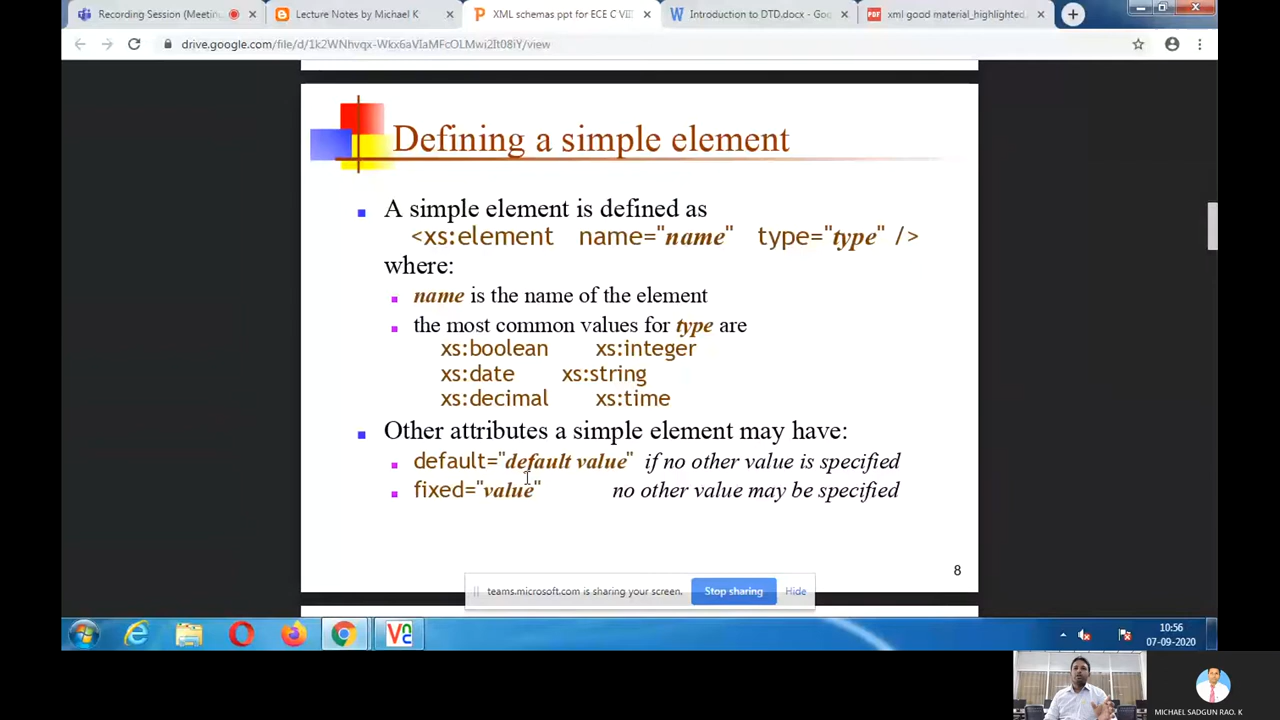 Recording Session (Meetin
Lecture Notes by Michael K
XML schemas ppt for ECE C VII
Introduction to DTD.docx - Goo
xml good material_highlighted.
drive.google.com/file/d/1k2WNhvqx-Wkx6aVIaMFcOLMwi2It08iY/view
Defining a simple element
A simple element is defined as
<xs:element name="name" type="type" />
where:
name is the name of the element
the most common values for type are
xs:boolean xs:integer
xs:date xs:string
xs:decimal xs:time
Other attributes a simple element may have:
default="default value" if no other value is specified
fixed="value" no other value may be specified
8
teams.microsoft.com is sharing your screen. Stop sharing Hide
10:56
07-09-2020
MICHAEL SADGUN RAO. K